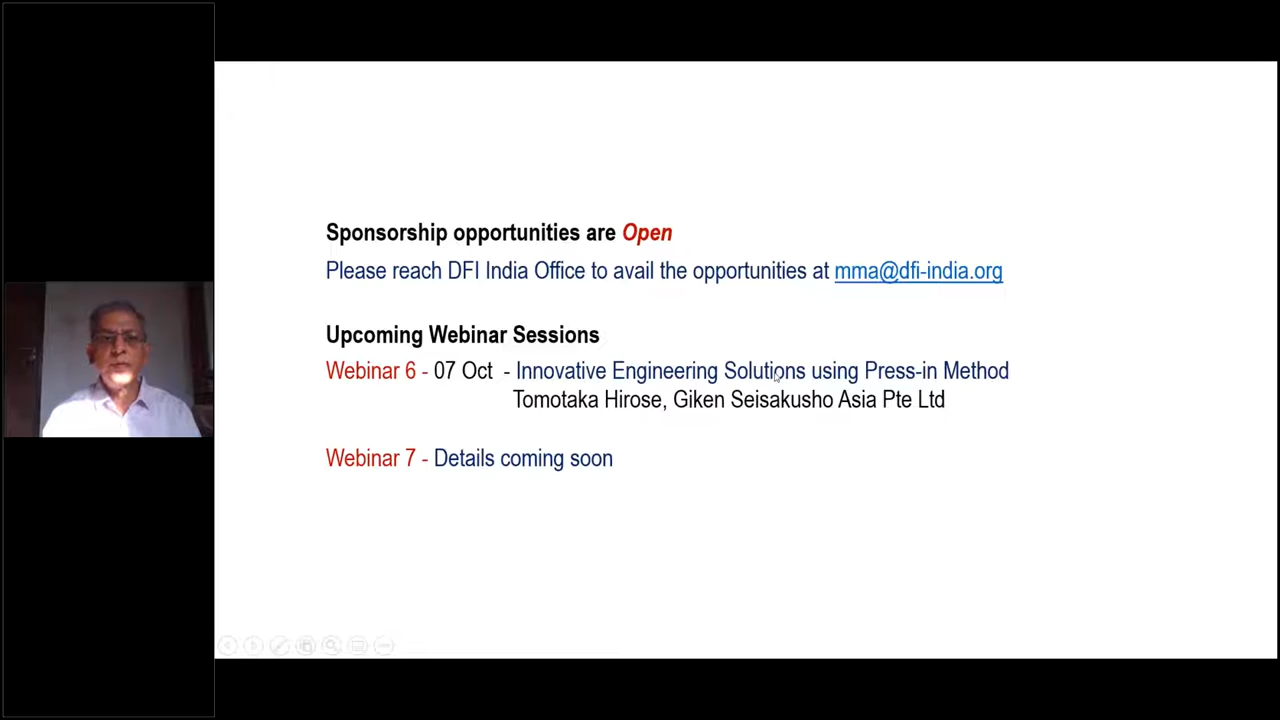 Sponsorship opportunities are Open
Please reach DFI India Office to avail the opportunities at mma@dfi-india.org
Upcoming Webinar Sessions
Webinar 6 - 07 Oct - Innovative Engineering Solutions using Press-in Method
Tomotaka Hirose, Giken Seisakusho Asia Pte Ltd
Webinar 7 - Details coming soon